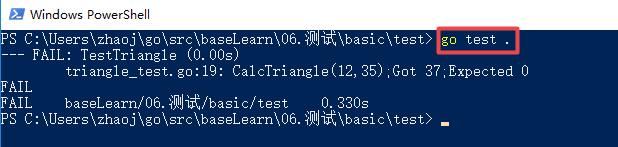 Windows PowerShell
PS C:\Users\zhaoj\go\src\baseLearn\06.测试\basic\test> go test .
--- FAIL: TestTriangle (0.00s)
triangle_test.go:19: CalcTriangle(12,35);Got 37;Expected 0
FAIL
FAIL    baseLearn/06.测试/basic/test    0.330s
PS C:\Users\zhaoj\go\src\baseLearn\06.测试\basic\test>